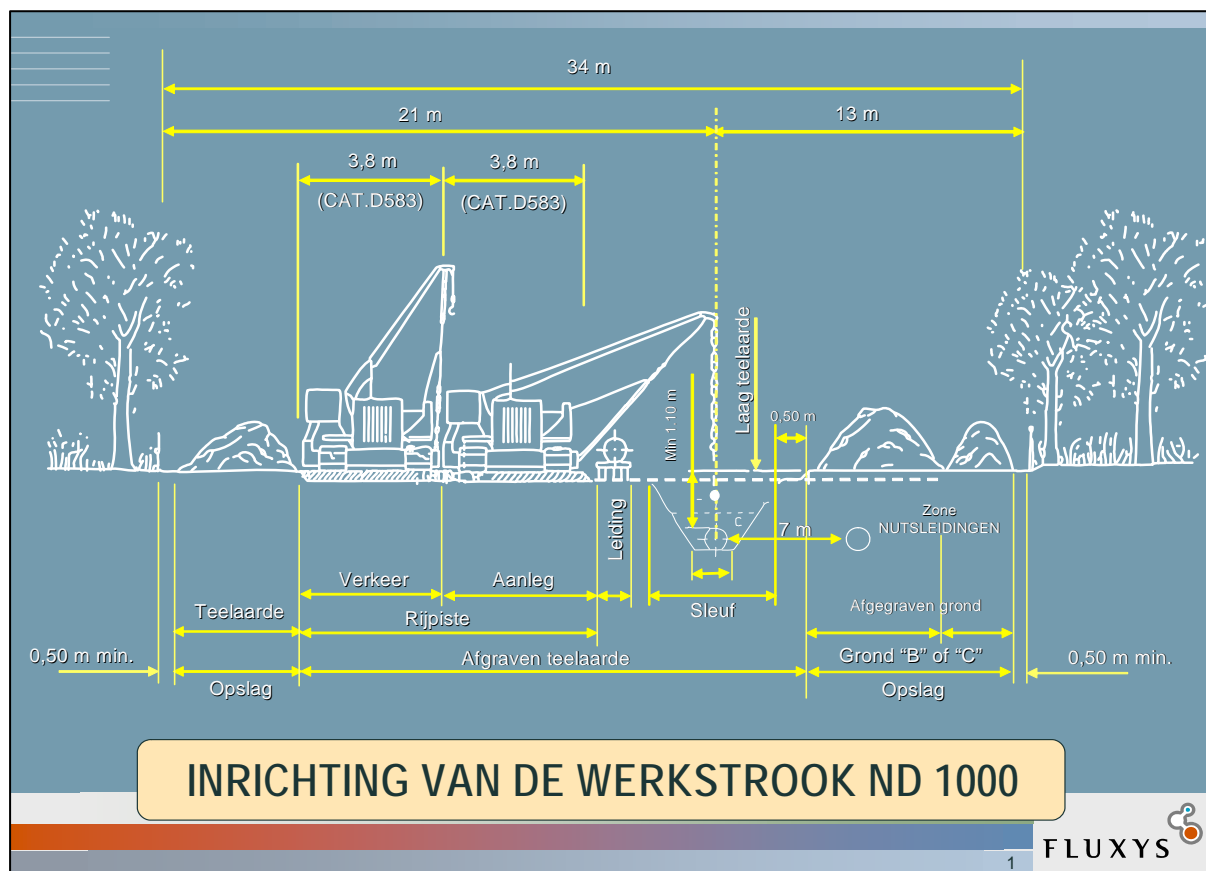 34 m
21 m
13 m
3,8 m
3,8 m
(CAT.D583)
(CAT.D583)
Laag teelaarde
Min 1.10 m
0,50 m
C
7 m
Zone
NUTSLEIDINGEN
Leiding
Verkeer
Aanleg
Sleuf
Afgegraven grond
Teelaarde
Rijpiste
0,50 m min.
Afgraven teelaarde
Grond “B” of “C”
0,50 m min.
Opslag
Opslag
INRICHTING VAN DE WERKSTROOK ND 1000
FLUXYS
1